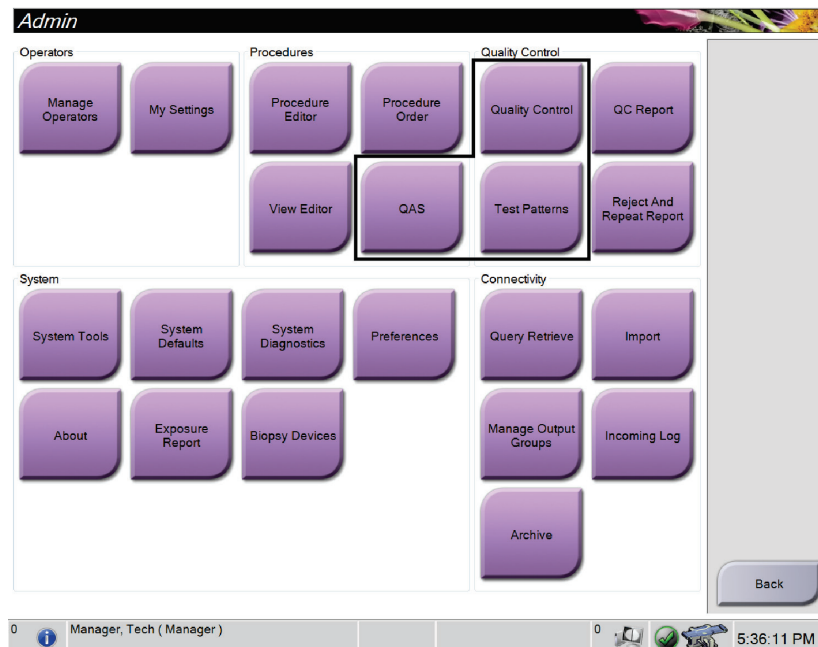 Admin
Operators
Procedures
Quality Control
Manage
Operators
My Settings
Procedure
Editor
Procedure
Order
Quality Control
QC Report
View Editor
QAS
Test Patterns
Reject And
Repeat Report
System
Connectivity
System Tools
System
Defaults
System
Diagnostics
Preferences
Query Retrieve
Import
About
Exposure
Report
Biopsy Devices
Manage Output
Groups
Incoming Log
Archive
Back
0
Manager, Tech ( Manager )
0
5:36:11 PM